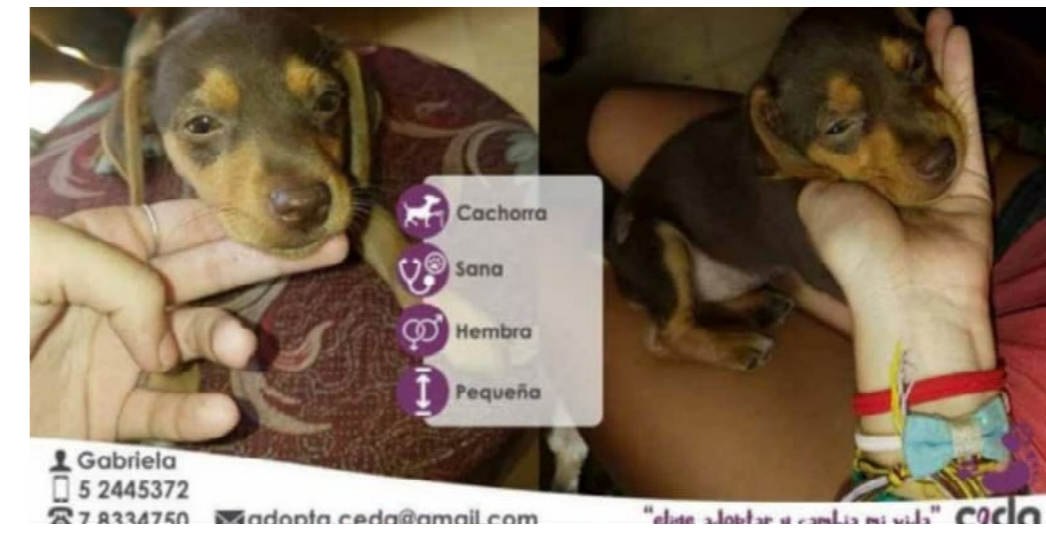 Cachorra
Sana
Hembra
Pequeña
Gabriela
5 2445372
7 8334750 adopta.ceda@gmail.com
"elige adoptar y cambia mi vida" ceda